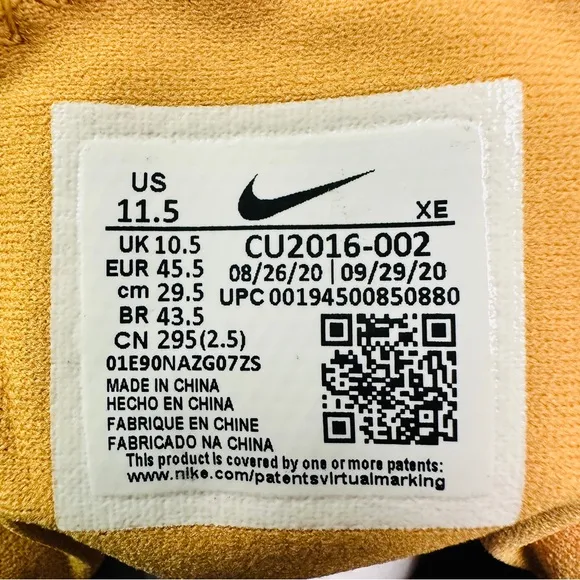 US
11.5 XE
UK 10.5 CU2016-002
EUR 45.5 08/26/20 | 09/29/20
cm 29.5 UPC 00194500850880
BR 43.5
CN 295(2.5)
01E90NAZG07ZS
MADE IN CHINA
HECHO EN CHINA
FABRIQUE EN CHINE
FABRICADO NA CHINA
This product is covered by one or more patents:
www.nike.com/patentsvirtualmarking